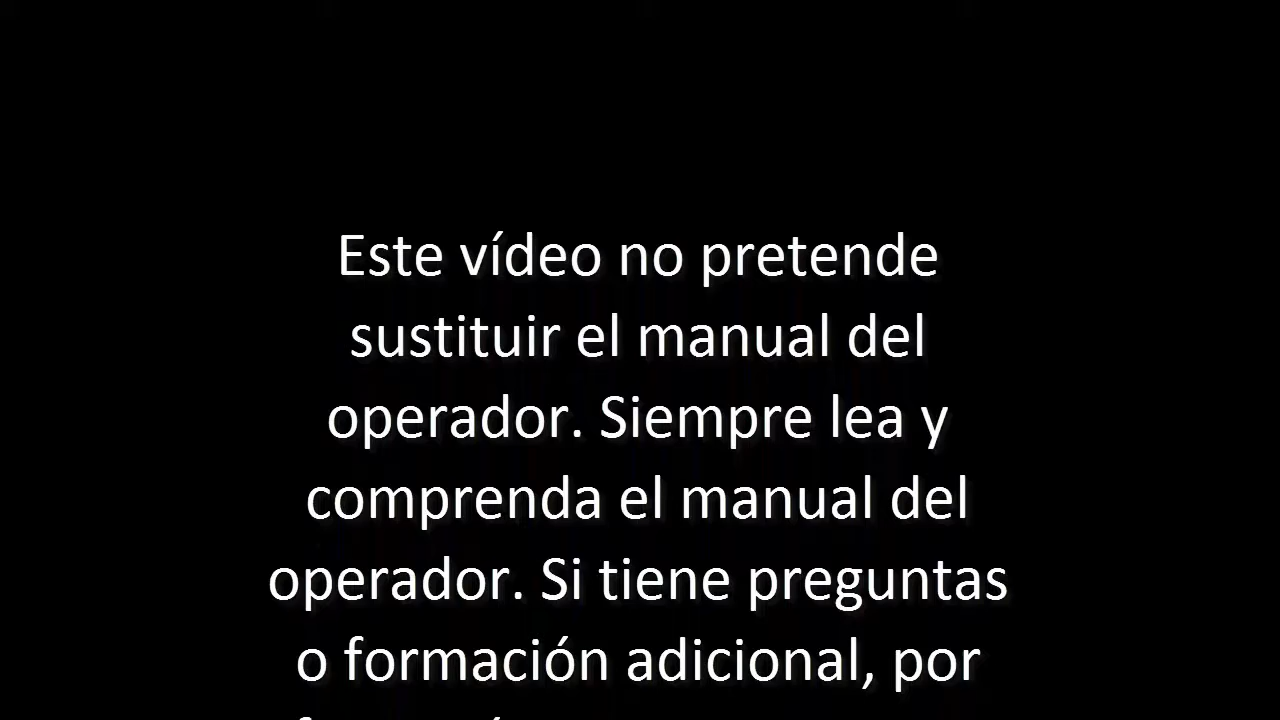 Este vídeo no pretende
sustituir el manual del
operador. Siempre lea y
comprenda el manual del
operador. Si tiene preguntas
o formación adicional, por